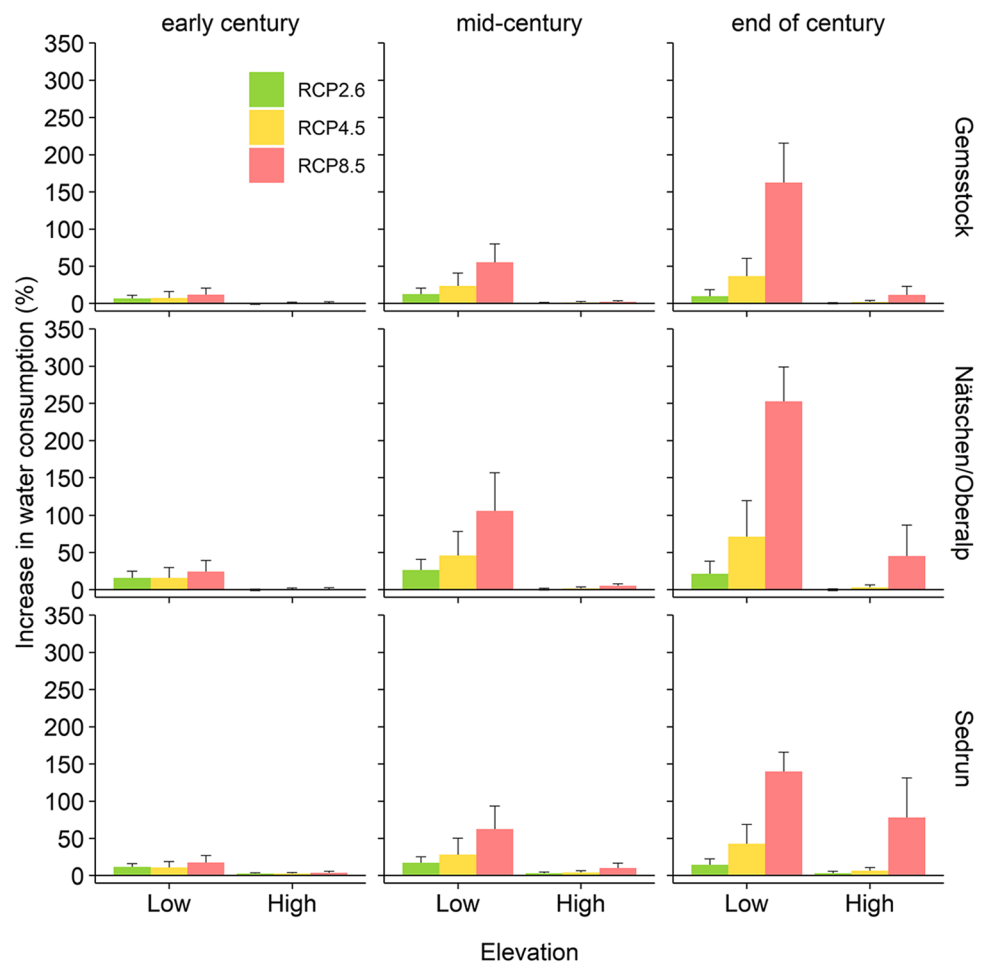 early century mid-century end of century
RCP2.6
RCP4.5
RCP8.5
Increase in water consumption (%)
350
300
250
200
150
100
50
0
Gemsstock
350
300
250
200
150
100
50
0
Nätschen/Oberalp
350
300
250
200
150
100
50
0
Sedrun
Low High Low High Low High
Elevation